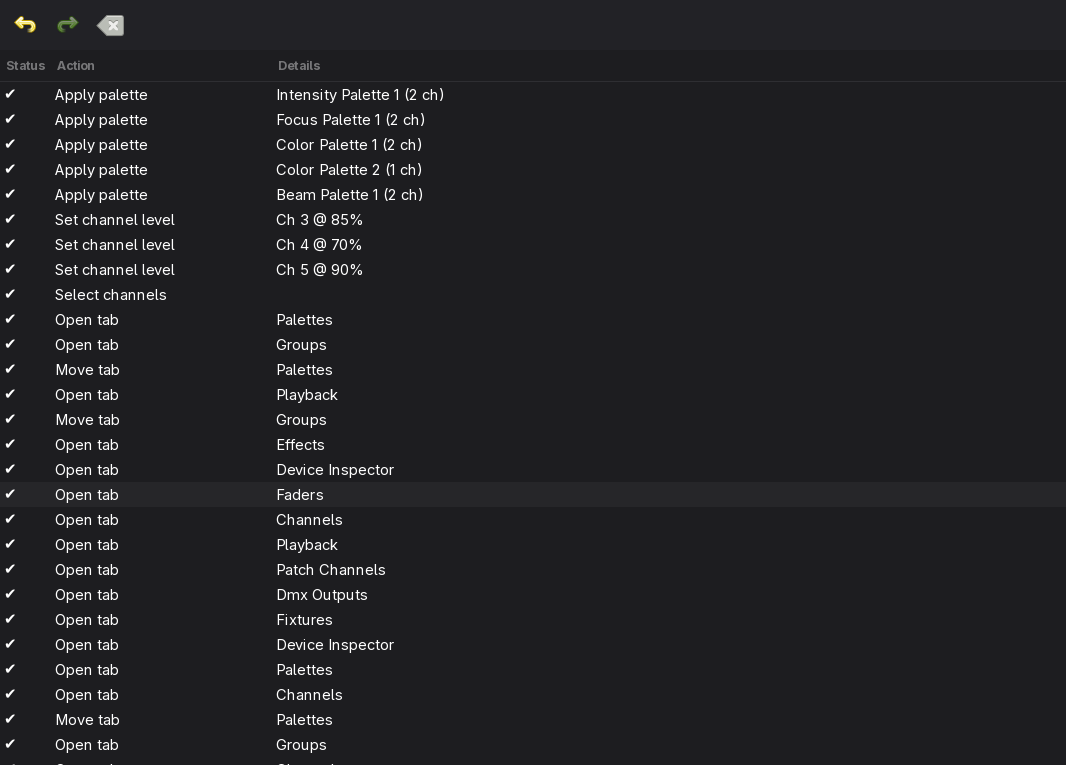 Status Action Details
✔ Apply palette Intensity Palette 1 (2 ch)
✔ Apply palette Focus Palette 1 (2 ch)
✔ Apply palette Color Palette 1 (2 ch)
✔ Apply palette Color Palette 2 (1 ch)
✔ Apply palette Beam Palette 1 (2 ch)
✔ Set channel level Ch 3 @ 85%
✔ Set channel level Ch 4 @ 70%
✔ Set channel level Ch 5 @ 90%
✔ Select channels
✔ Open tab Palettes
✔ Open tab Groups
✔ Move tab Palettes
✔ Open tab Playback
✔ Move tab Groups
✔ Open tab Effects
✔ Open tab Device Inspector
✔ Open tab Faders
✔ Open tab Channels
✔ Open tab Playback
✔ Open tab Patch Channels
✔ Open tab Dmx Outputs
✔ Open tab Fixtures
✔ Open tab Device Inspector
✔ Open tab Palettes
✔ Open tab Channels
✔ Move tab Palettes
✔ Open tab Groups